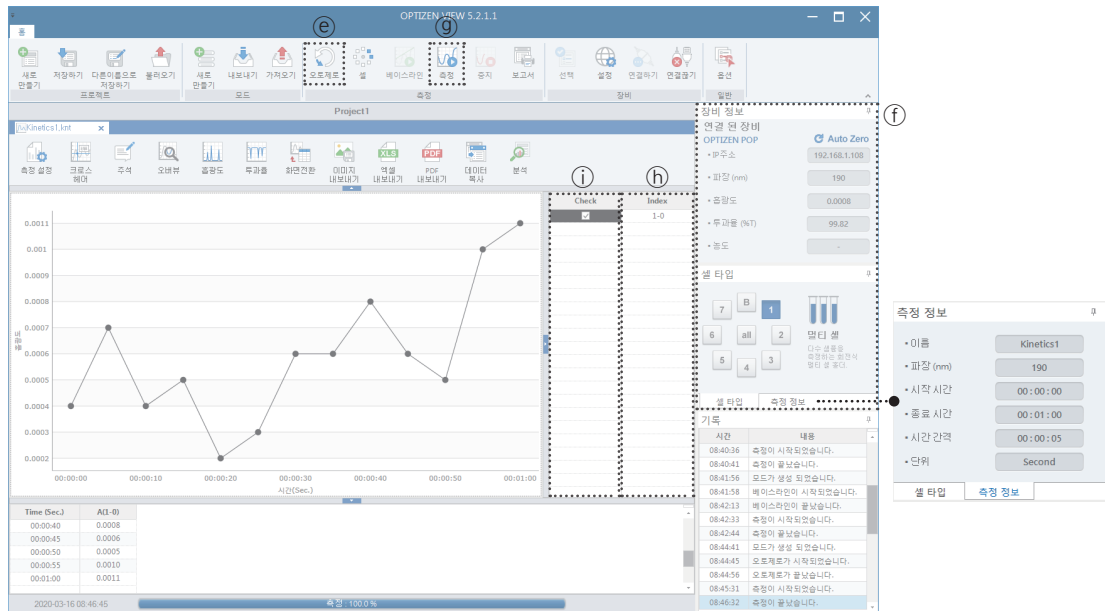 OPTIZEN VIEW 5.2.1.1
홈
ⓔ
ⓖ
새로 만들기
저장하기
다른이름으로 저장하기
불러오기
새로 만들기
내보내기
가져오기
오토제로
셀
베이스라인
측정
중지
보고서
선택
설정
연결하기
연결끊기
옵션
프로젝트
모드
측정
장비
일반
Project1
Kinetics1.knt
측정 설정
크로스 헤어
주석
오버뷰
흡광도
투과율
화면전환
이미지 내보내기
XLS
엑셀 내보내기
PDF
PDF 내보내기
데이터 복사
분석
ⓘ
ⓗ
Check
Index
1-0
0.0011
0.001
0.0009
0.0008
0.0007
0.0006
0.0005
0.0004
0.0003
0.0002
흡광도
00:00:00
00:00:10
00:00:20
00:00:30
00:00:40
00:00:50
00:01:00
시간(Sec.)
Time (Sec.) A(1-0)
00:00:40 0.0008
00:00:45 0.0006
00:00:50 0.0005
00:00:55 0.0010
00:01:00 0.0011
2020-03-16 08:46:45
측정 : 100.0 %
ⓕ
장비 정보
연결 된 장비
OPTIZEN POP
Auto Zero
• IP주소 192.168.1.108
• 파장 (nm) 190
• 흡광도 0.0008
• 투과율 (%T) 99.82
• 농도 -
셀 타입
7
B
1
6
all
2
5
4
3
멀티 셀
다수 샘플을
측정하는 회전식
멀티 셀 홀더.
셀 타입
측정 정보
기록
시간 내용
08:40:36 측정이 시작되었습니다.
08:40:41 측정이 끝났습니다.
08:41:56 모드가 생성 되었습니다.
08:41:58 베이스라인이 시작되었습니다.
08:42:13 베이스라인이 끝났습니다.
08:42:33 측정이 시작되었습니다.
08:42:44 측정이 끝났습니다.
08:44:41 모드가 생성 되었습니다.
08:44:45 오토제로가 시작되었습니다.
08:44:56 오토제로가 끝났습니다.
08:45:31 측정이 시작되었습니다.
08:46:32 측정이 끝났습니다.
측정 정보
• 이름 Kinetics1
• 파장 (nm) 190
• 시작 시간 00:00:00
• 종료 시간 00:01:00
• 시간 간격 00:00:05
• 단위 Second
셀 타입
측정 정보